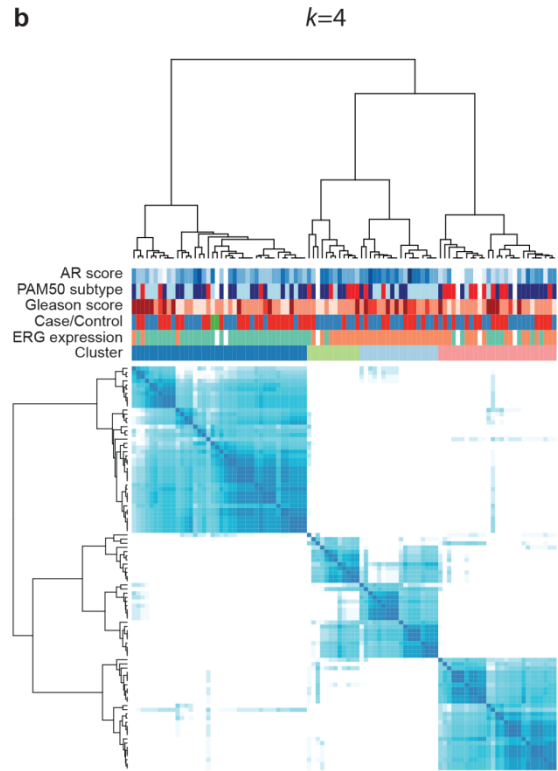 b
k=4
AR score
PAM50 subtype
Gleason score
Case/Control
ERG expression
Cluster